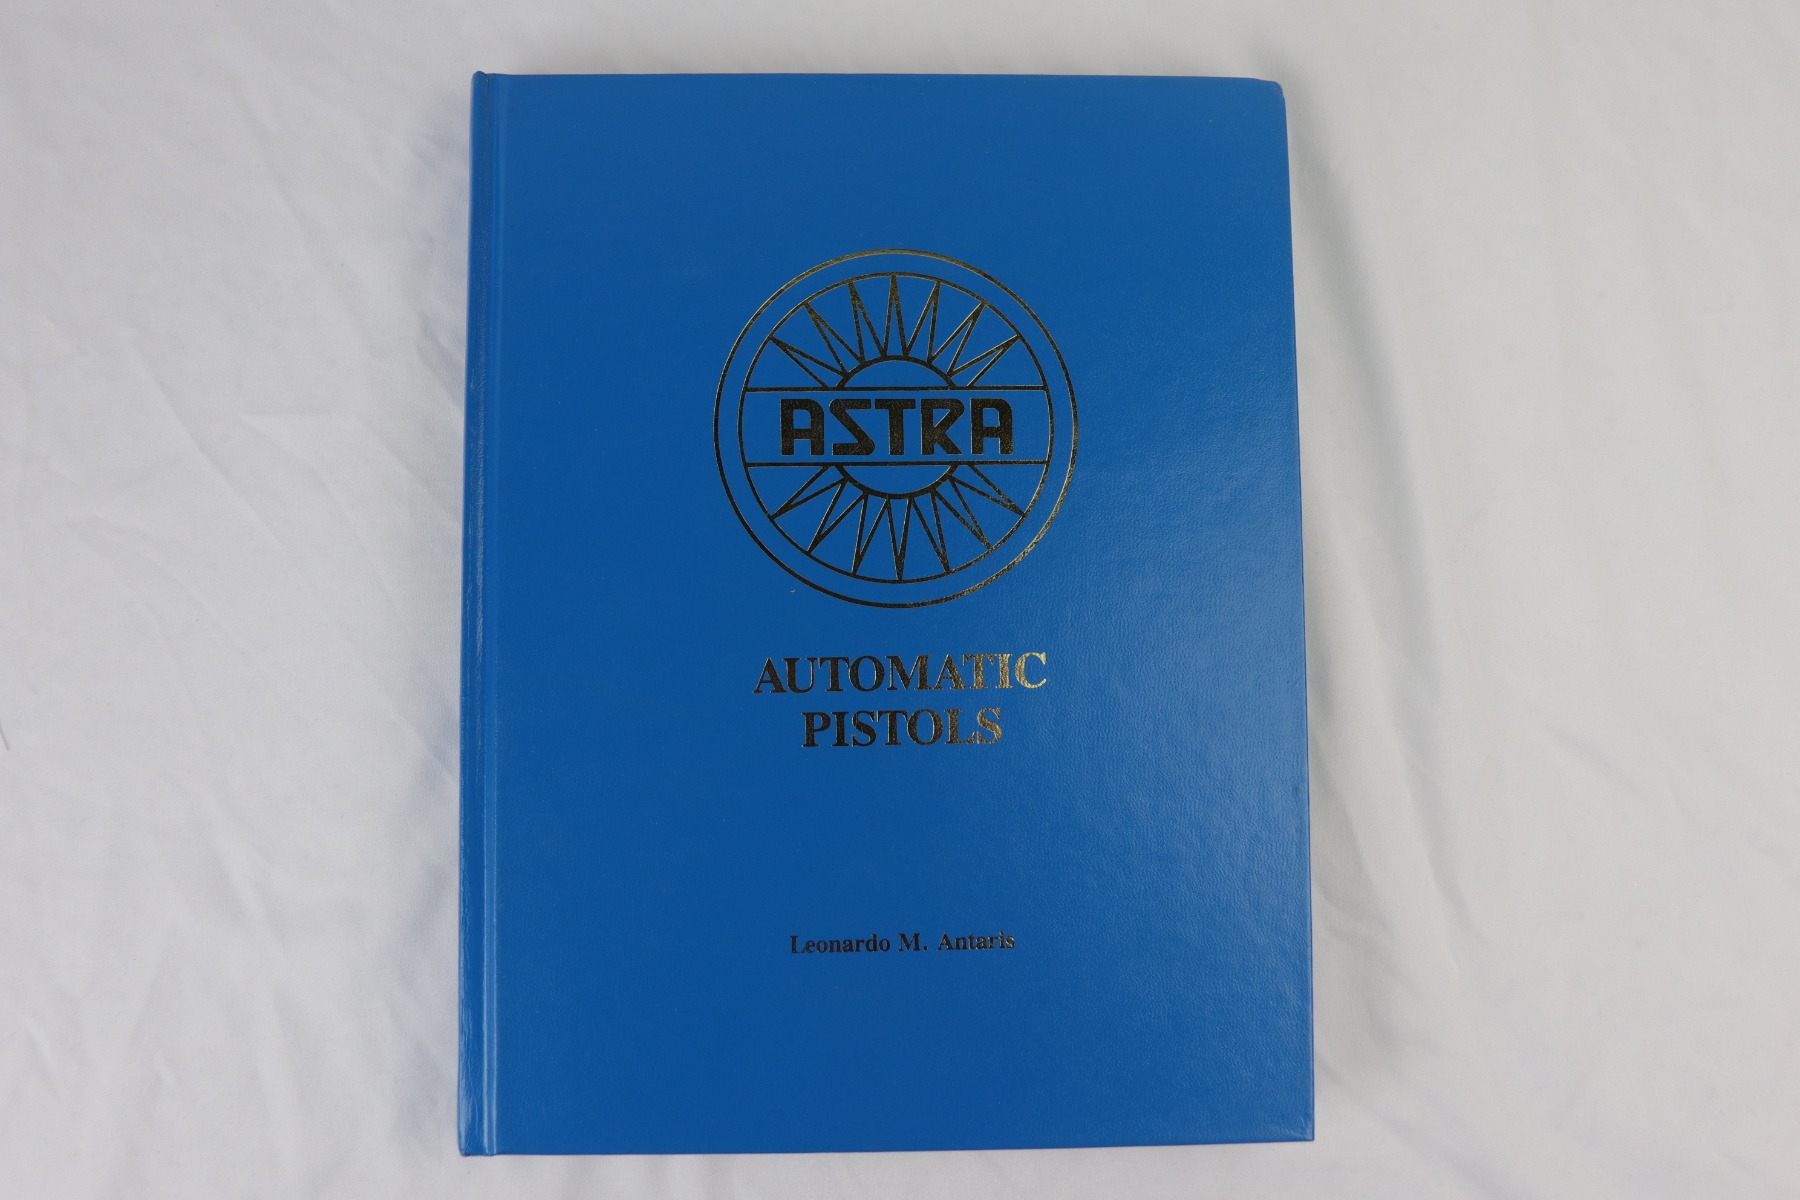 ASTRA
AUTOMATIC
PISTOLS
Leonardo M. Antaris